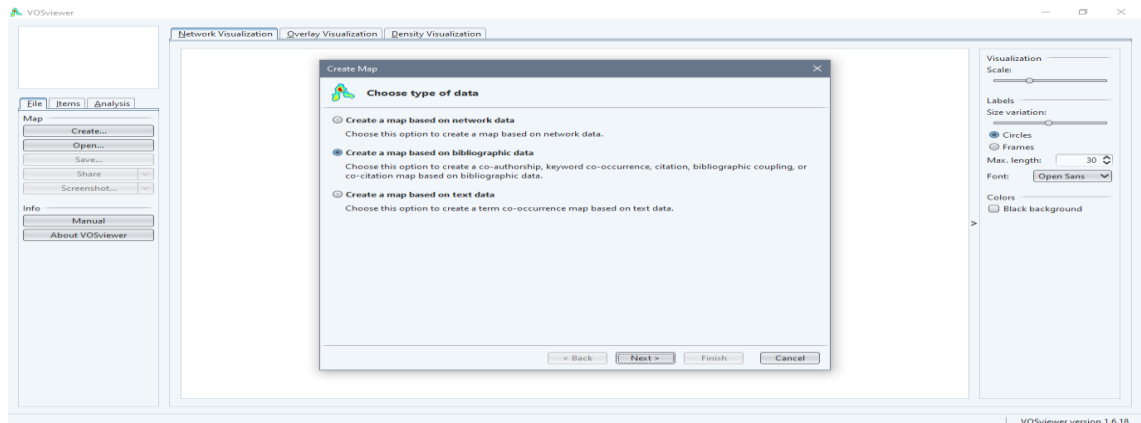 VOSviewer
Network Visualization Overlay Visualization Density Visualization
File Items Analysis
Map
Create...
Open...
Save...
Share
Screenshot...
Info
Manual
About VOSviewer
Create Map
Choose type of data
Create a map based on network data
Choose this option to create a map based on network data.
Create a map based on bibliographic data
Choose this option to create a co-authorship, keyword co-occurrence, citation, bibliographic coupling, or
co-citation map based on bibliographic data.
Create a map based on text data
Choose this option to create a term co-occurrence map based on text data.
< Back Next > Finish Cancel
Visualization
Scale:
Labels
Size variation:
Circles
Frames
Max. length: 30
Font: Open Sans
Colors
Black background
>
VOSviewer version 1.6.18